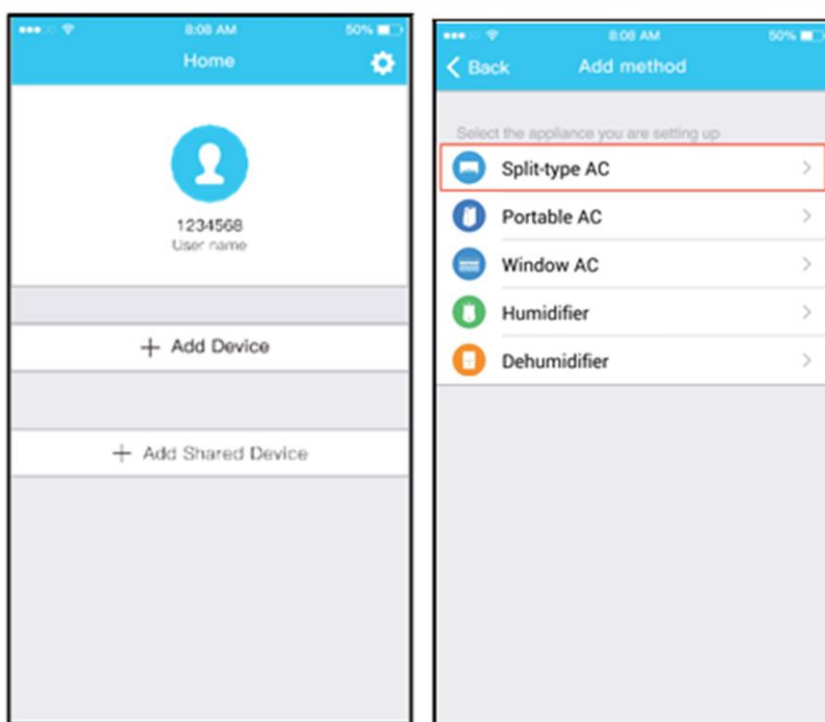 8:08 AM
50%
Home
1234568
User name
+ Add Device
+ Add Shared Device
8:08 AM
50%
Back
Add method
Select the appliance you are setting up
Split-type AC
Portable AC
Window AC
Humidifier
Dehumidifier